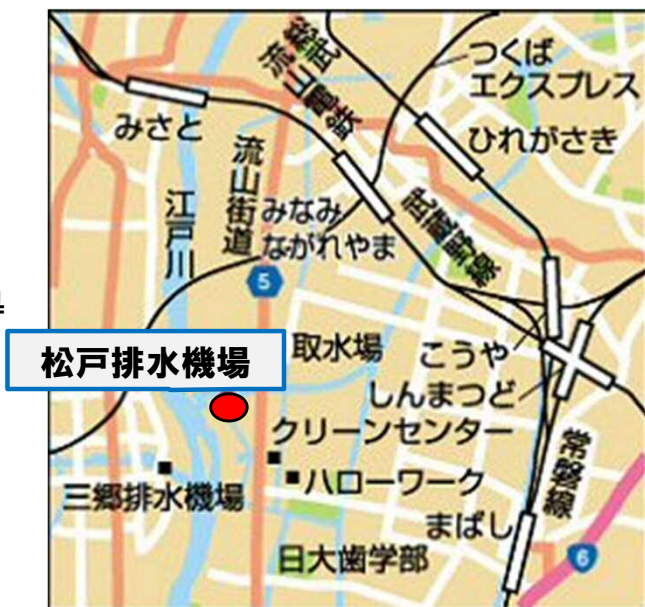 つくば
エクスプレス
総武
流山電鉄
みさと
ひれがさき
流山街道
江戸川
みなみ
ながれやま
武蔵野線
5
松戸排水機場
取水場
こうや
しんまつど
クリーンセンター
常磐線
ハローワーク
三郷排水機場
まばし
日大歯学部
6